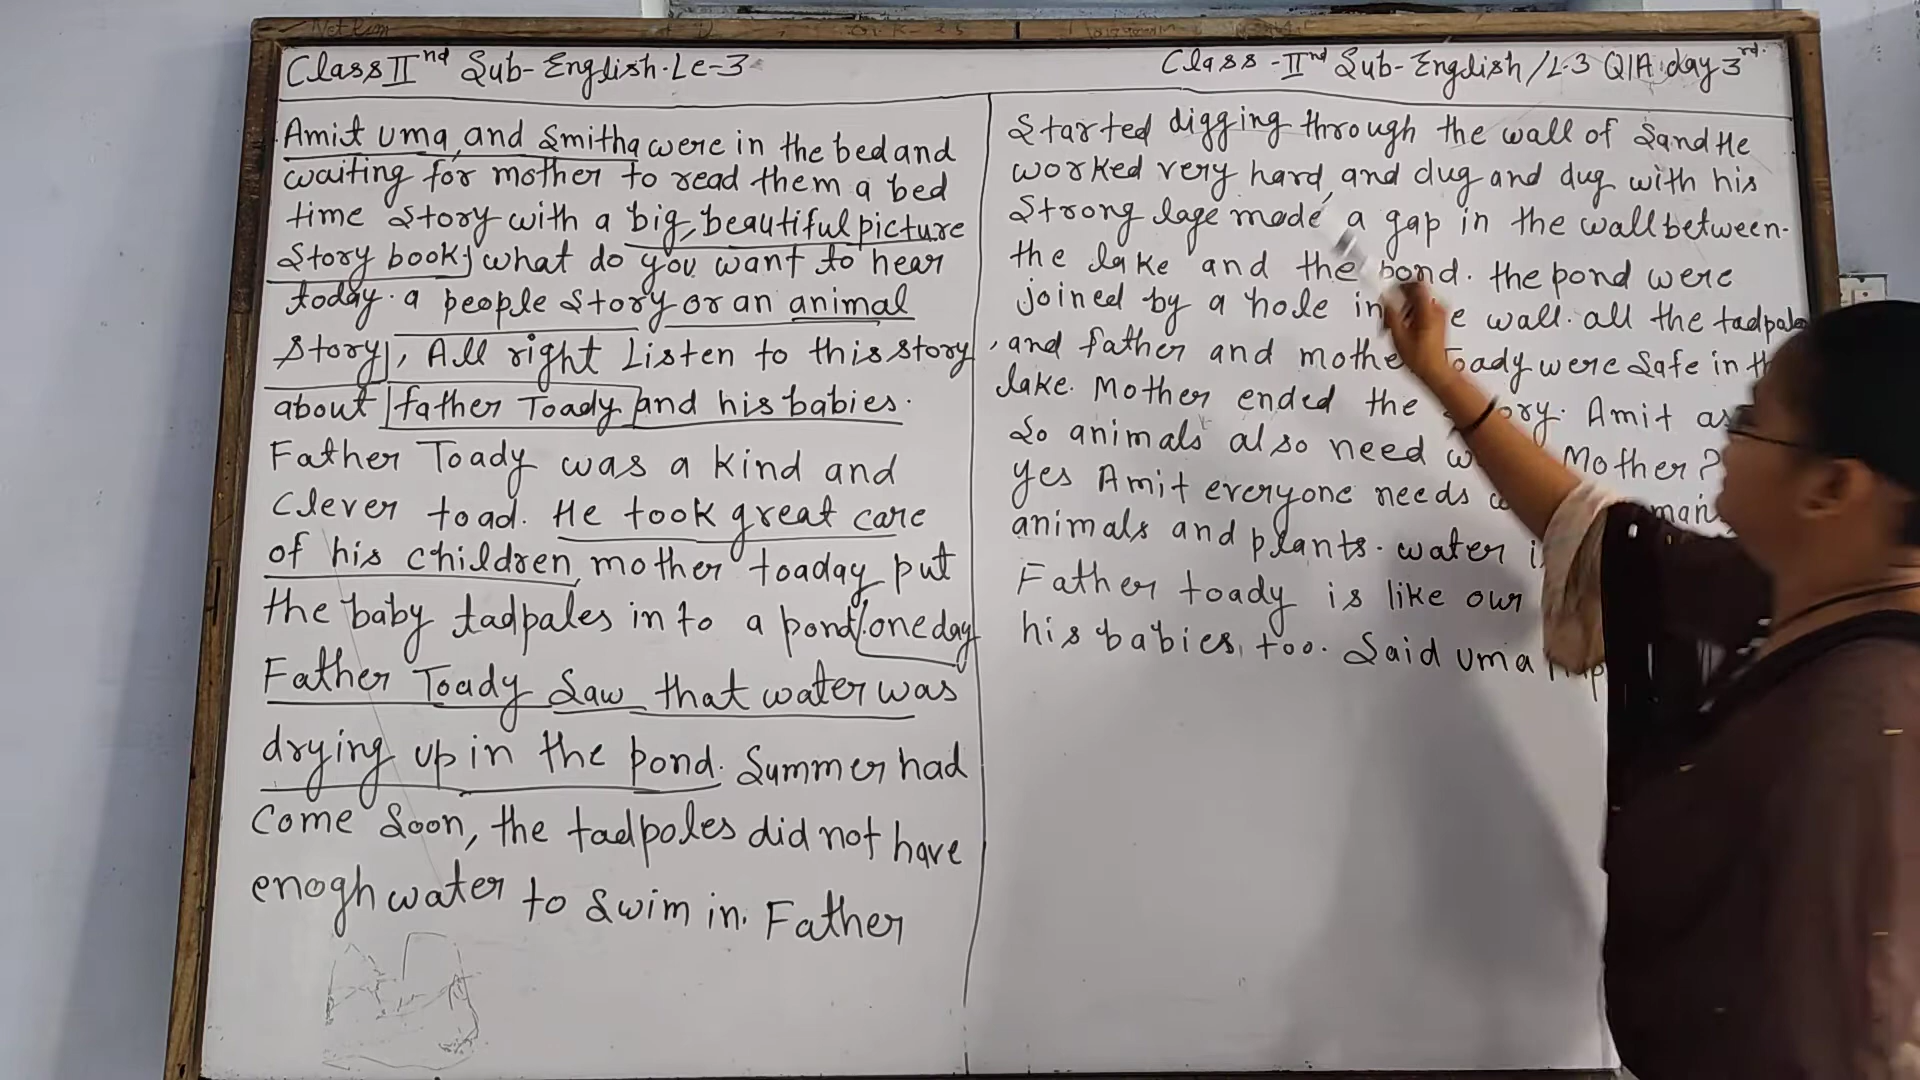 Class IInd Sub-English.Le-3
Amit uma, and Smitha were in the bed and
waiting for mother to read them a bed
time Story with a big, beautiful picture
Story book, what do you want to hear
today. a people Story or an animal
Story, All right Listen to this story
about father Toady and his babies.
Father Toady was a kind and
Clever toad. He took great care
of his children, mother toaday put
the baby tadpales in to a pond. one day
Father Toady Saw that water was
drying up in the pond. Summer had
Come Soon, the tadpoles did not have
enogh water to Swim in. Father
Class-IInd Sub-English/L-3 Q/A day 3rd.
Started digging through the wall of Sand He
worked very hard, and dug and dug with his
Strong lage made a gap in the wall between-
the lake and the pond. the pond were
joined by a hole in wall. all the
, and father and were Safe in
lake. Mother ended the Amit
So animals also need Mother?
yes Amit everyone needs
animals and plants. water
Father toady is like our
his babies, too. Said uma